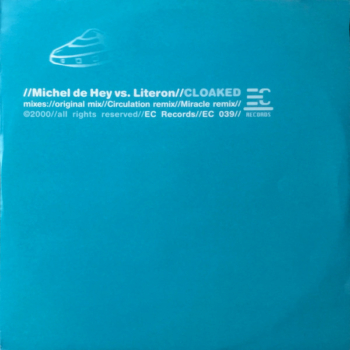 //Michel de Hey vs. Literon//CLOAKED
mixes://original mix//Circulation remix//Miracle remix//
©2000//all rights reserved//EC Records//EC 039//
EC
RECORDS